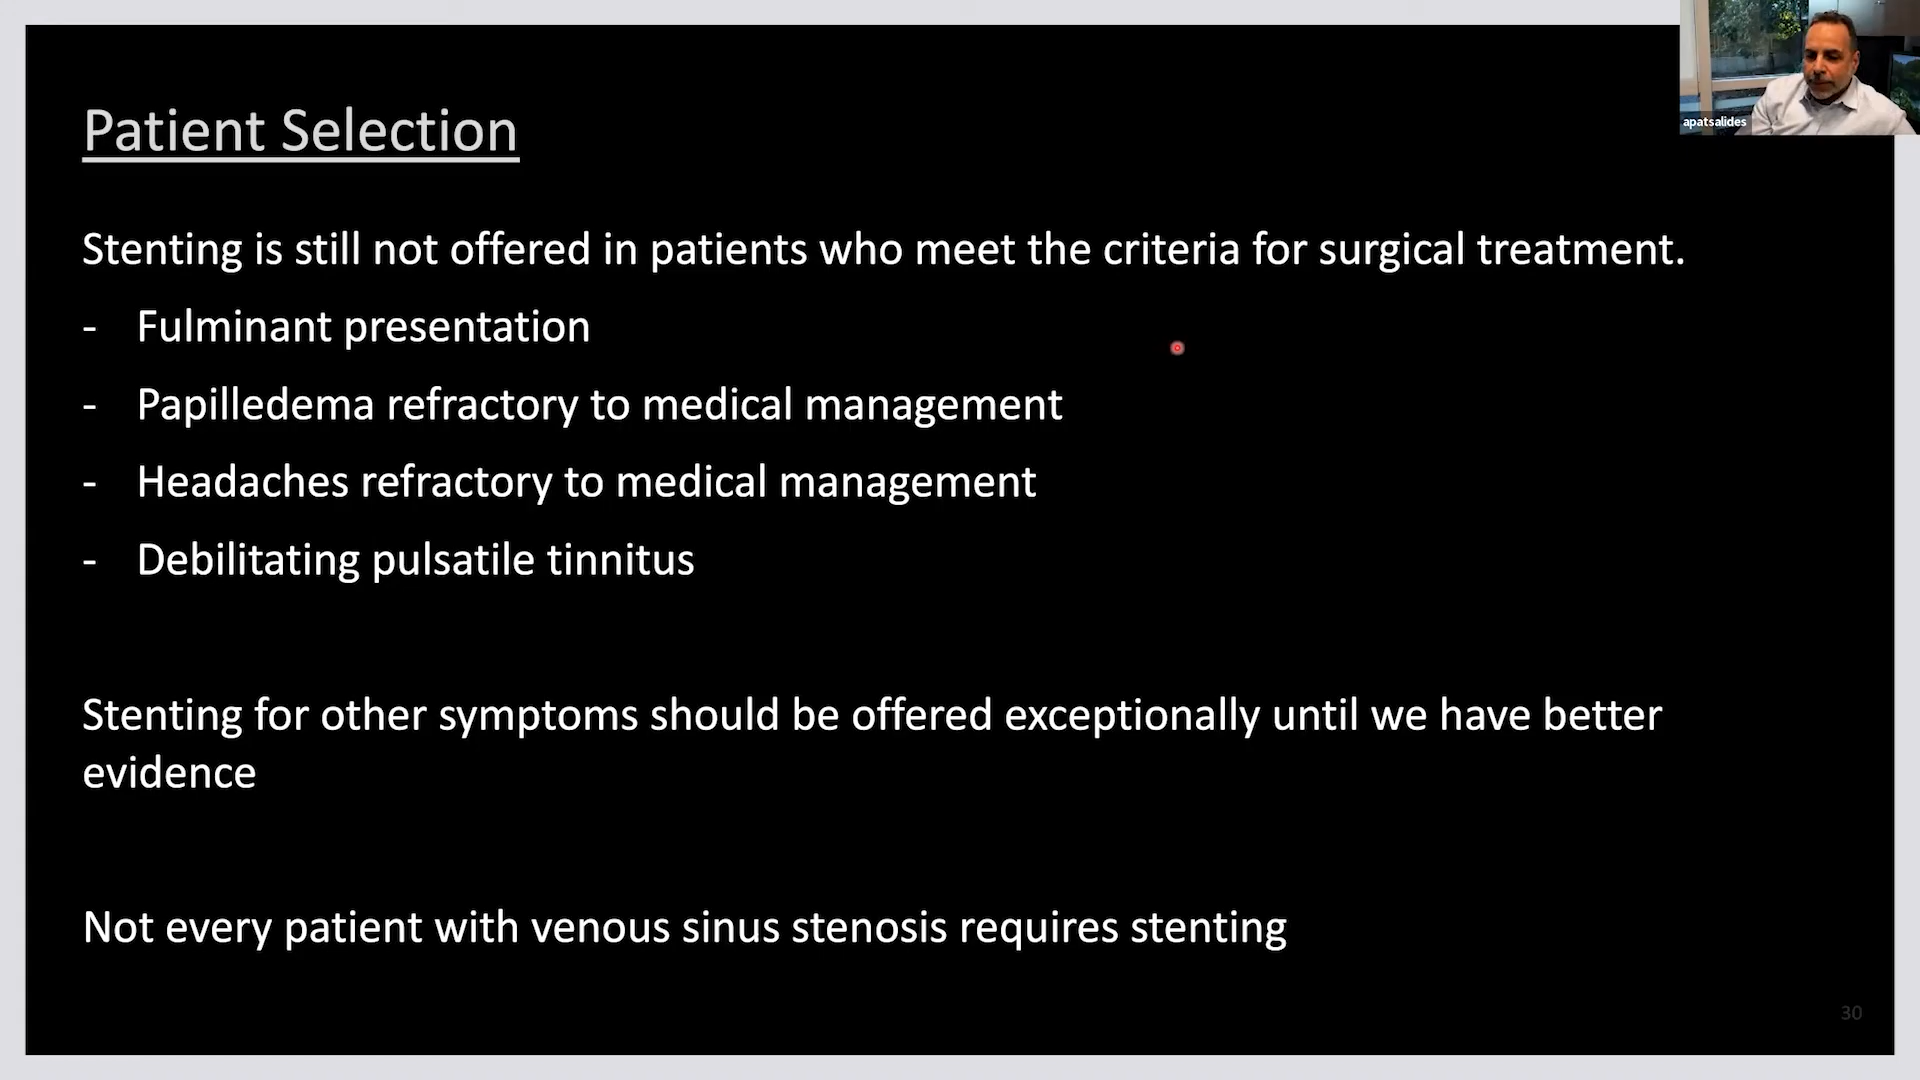 apatsalides
Patient Selection
Stenting is still not offered in patients who meet the criteria for surgical treatment.
- Fulminant presentation
- Papilledema refractory to medical management
- Headaches refractory to medical management
- Debilitating pulsatile tinnitus
Stenting for other symptoms should be offered exceptionally until we have better
evidence
Not every patient with venous sinus stenosis requires stenting
30